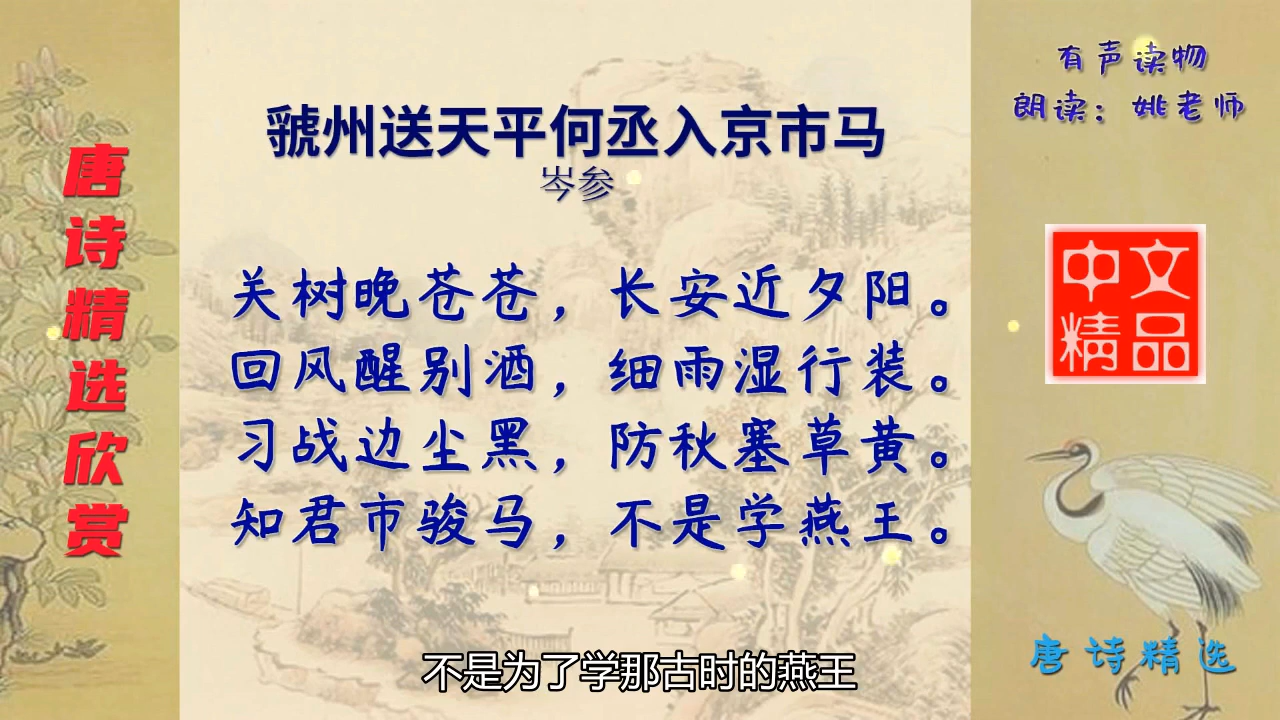 唐诗精选欣赏
虢州送天平何丞入京市马
岑参
关树晚苍苍，长安近夕阳。
回风醒别酒，细雨湿行装。
习战边尘黑，防秋塞草黄。
知君市骏马，不是学燕王。
不是为了学那古时的燕王
有声读物
朗读：姚老师
中文
精品
唐诗精选